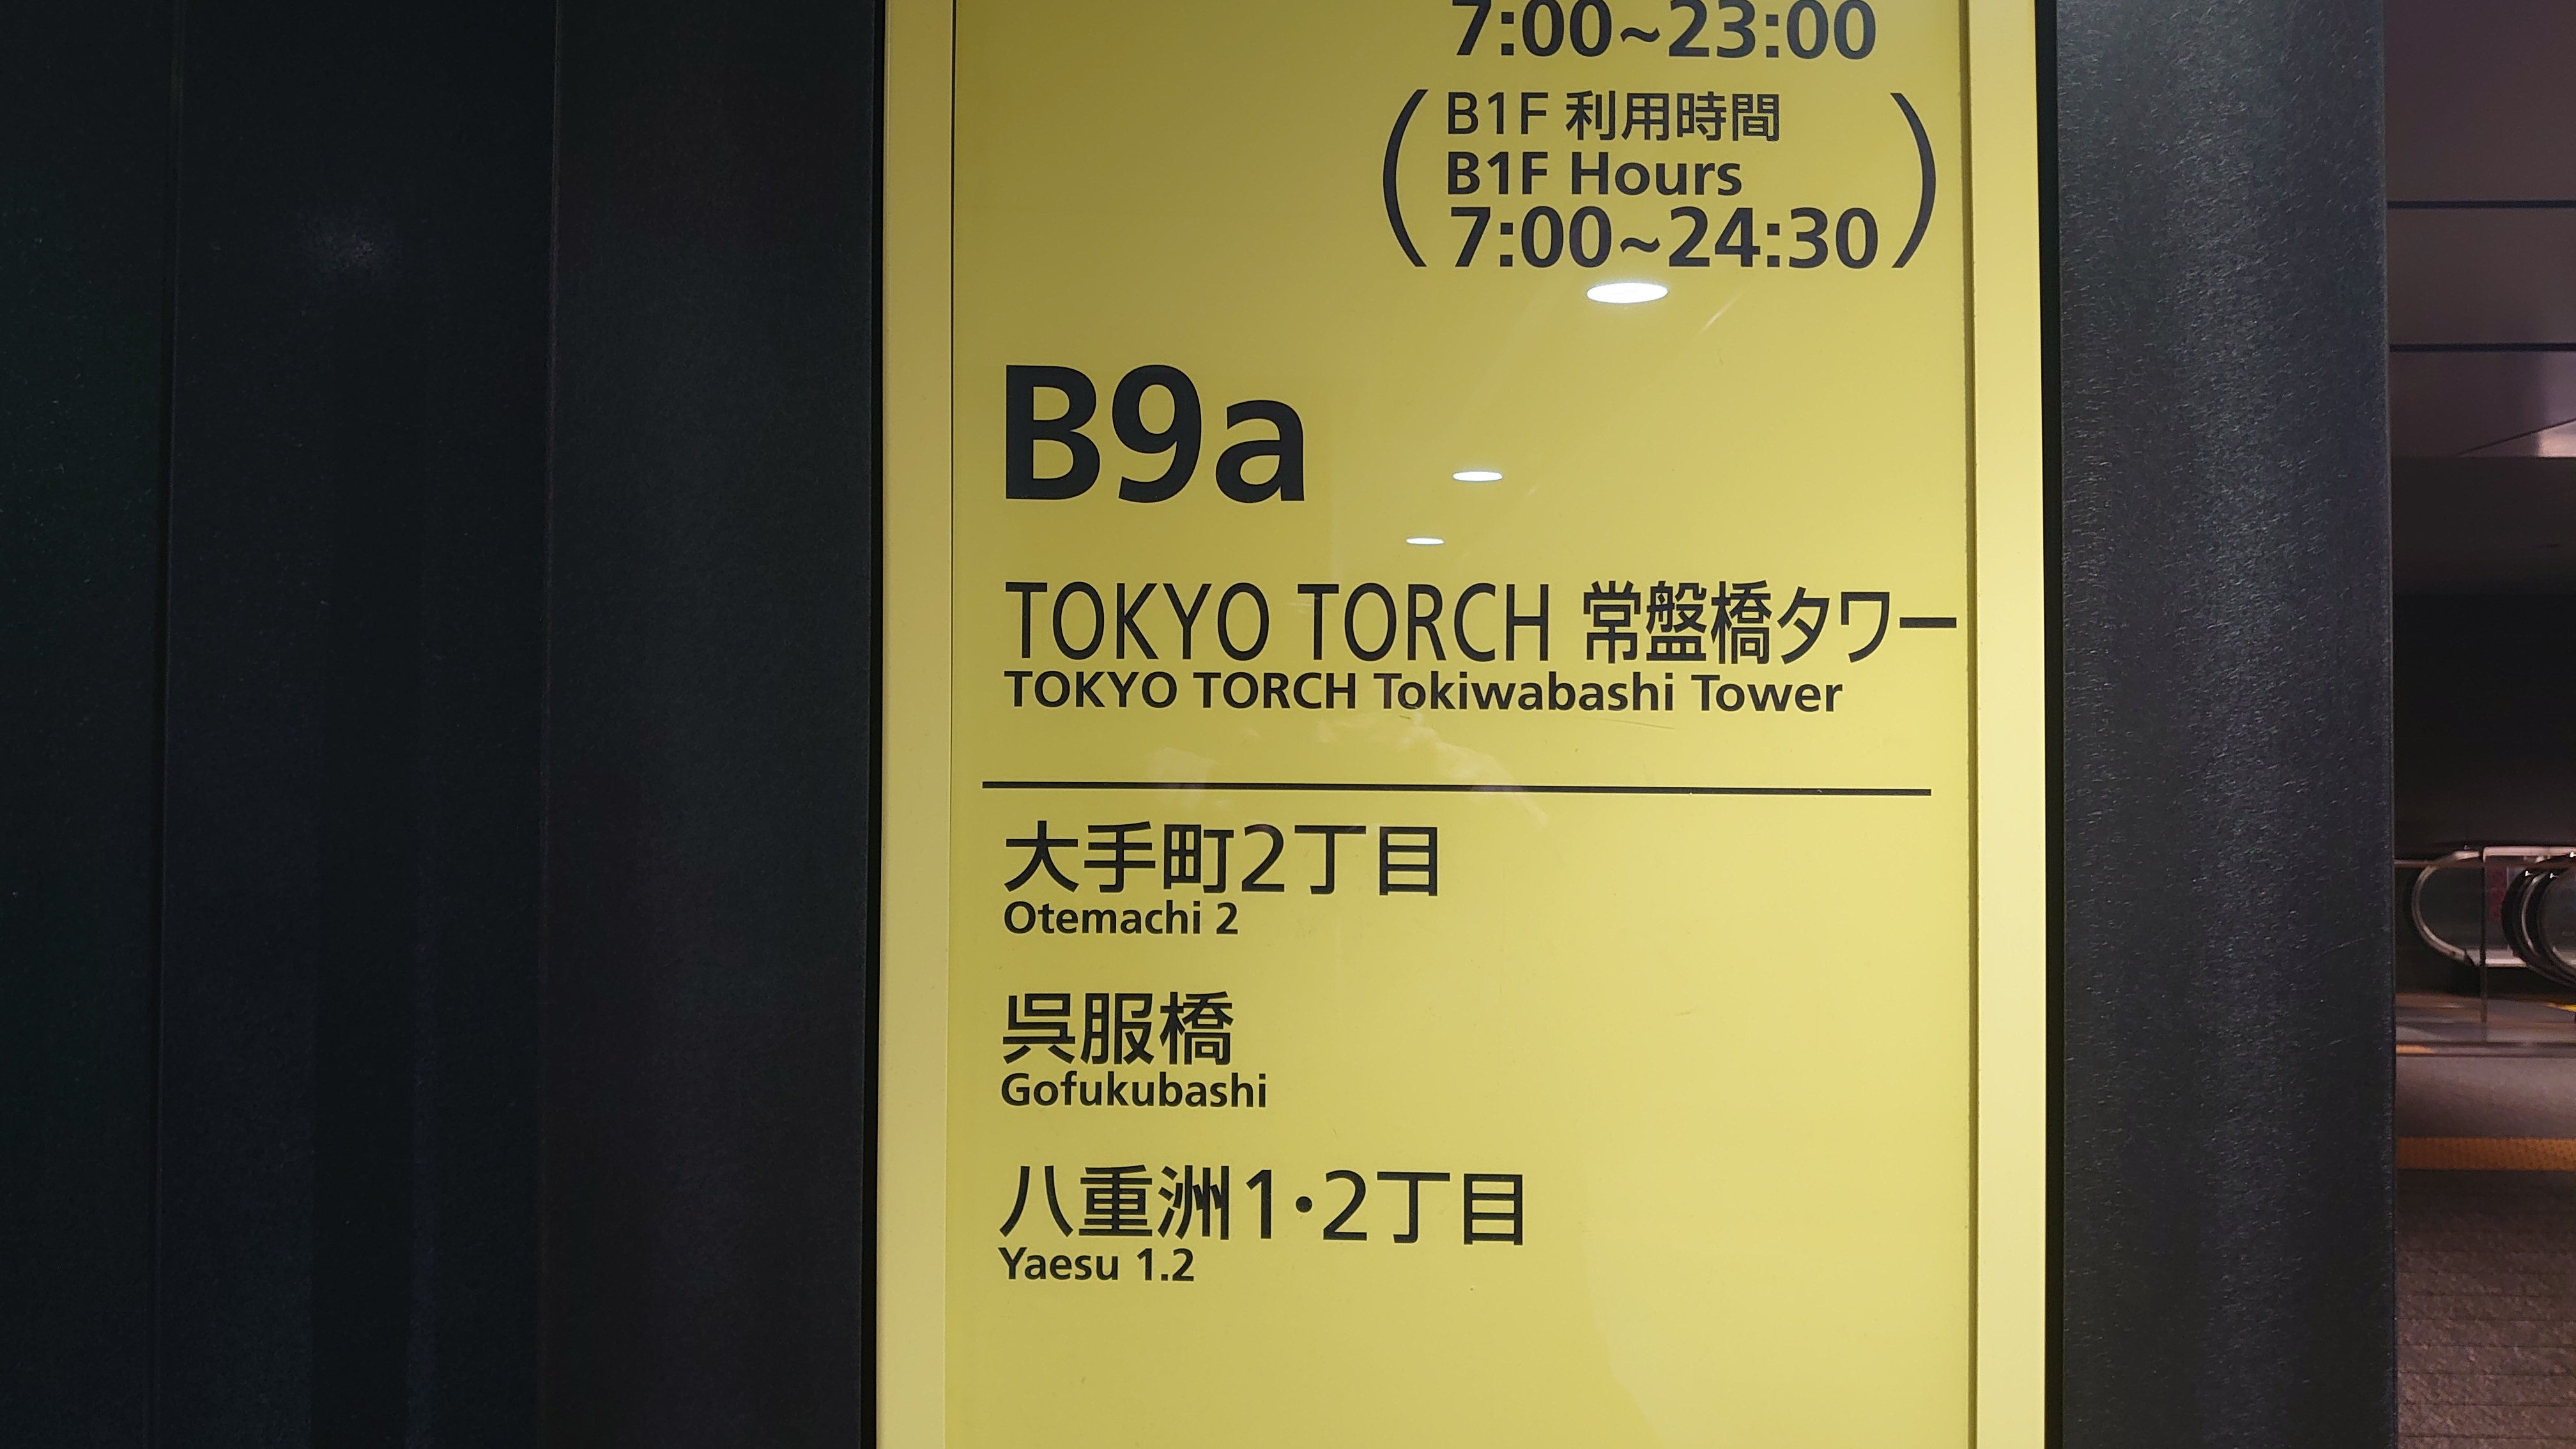 7:00~23:00
B1F 利用時間
B1F Hours
7:00~24:30
B9a
TOKYO TORCH 常盤橋タワー
TOKYO TORCH Tokiwabashi Tower
大手町2丁目
Otemachi 2
呉服橋
Gofukubashi
八重洲1・2丁目
Yaesu 1.2